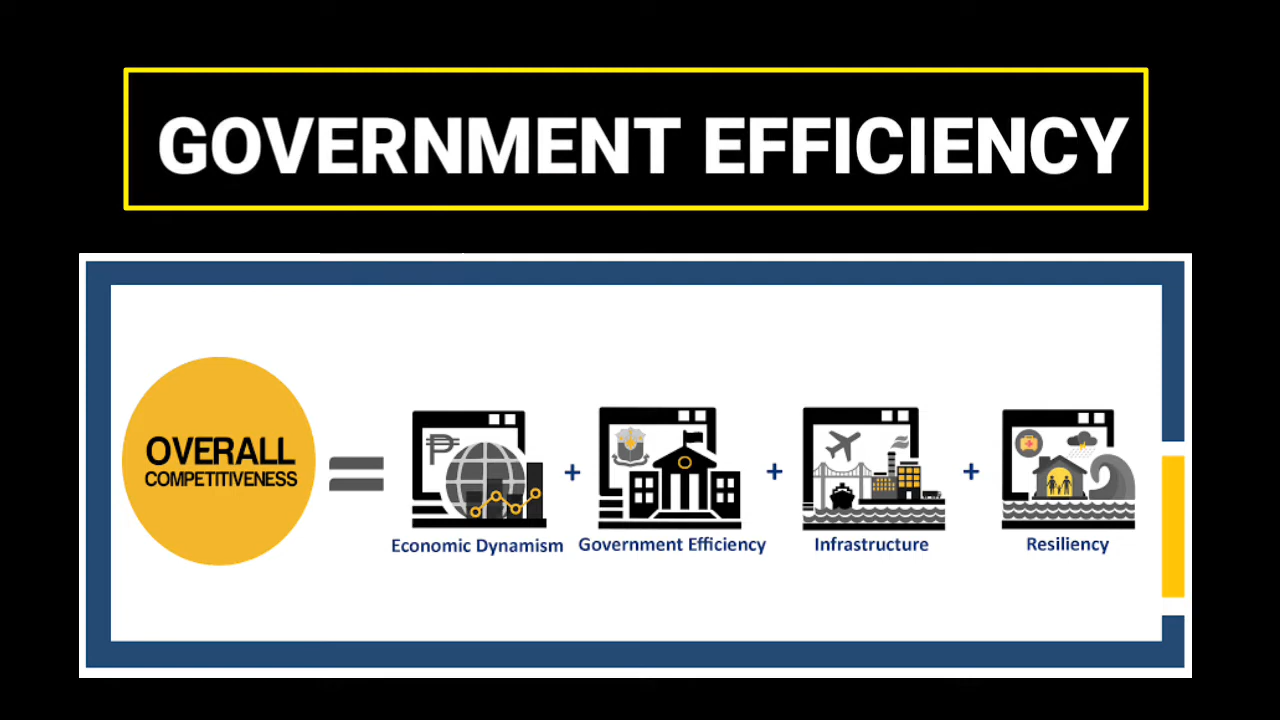 GOVERNMENT EFFICIENCY
OVERALL
COMPETITIVENESS
=
+
+
+
Economic Dynamism
Government Efficiency
Infrastructure
Resiliency